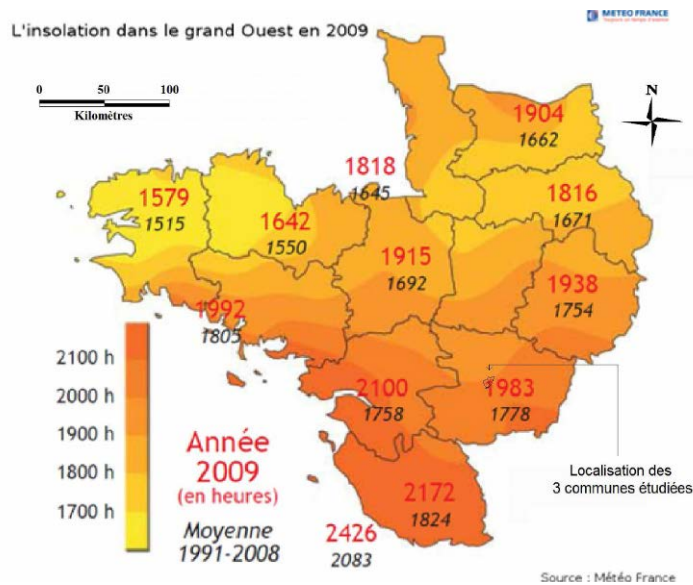 METEO FRANCE
L'insolation dans le grand Ouest en 2009
0 50 100
Kilomètres
N
1904
1662
1818
1645
1579
1515
1816
1671
1642
1550
1915
1692
1938
1754
1992
1805
2100 h
2000 h
1900 h
1800 h
1700 h
2100
1758
1983
1778
Année
2009
(en heures)
Moyenne
1991-2008
2172
1824
2426
2083
Localisation des
3 communes étudiées
Source : Météo France